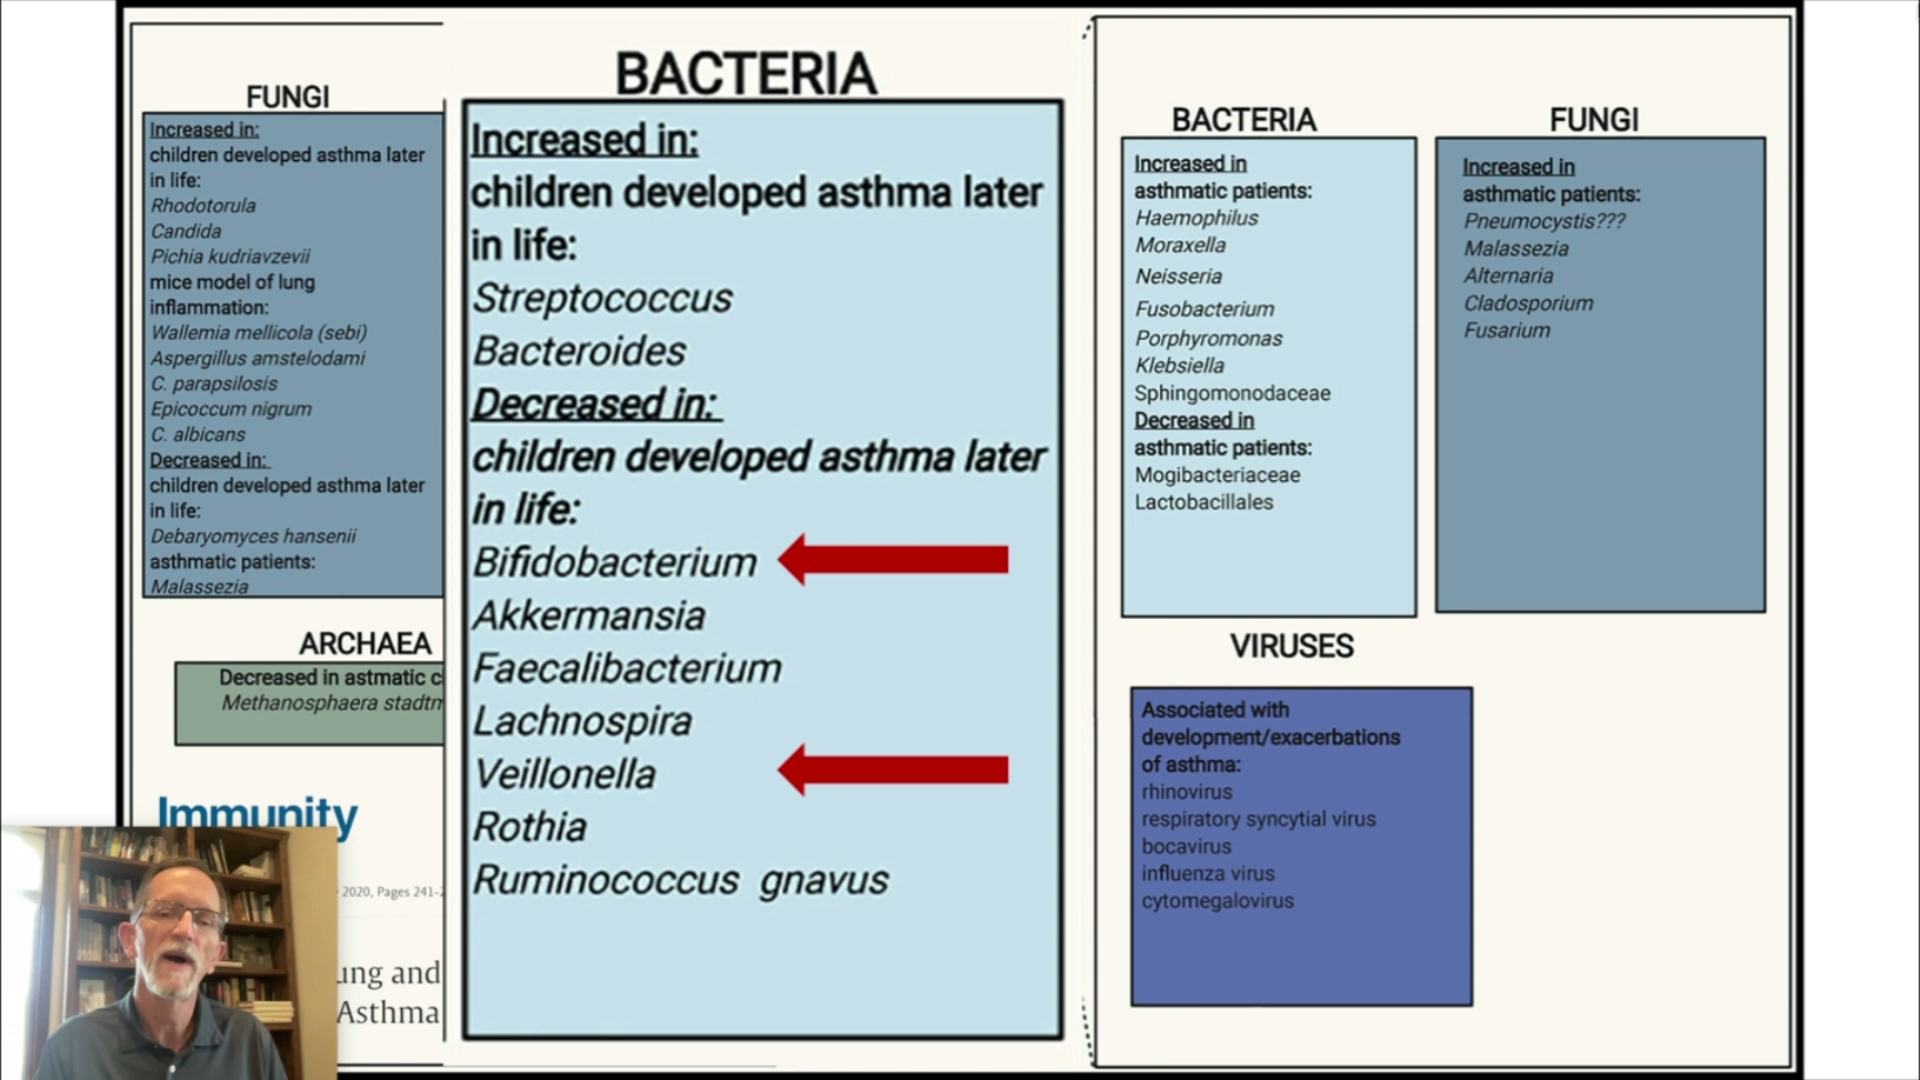 FUNGI
Increased in:
children developed asthma later
in life:
Rhodotorula
Candida
Pichia kudriavzevii
mice model of lung
inflammation:
Wallemia mellicola (sebi)
Aspergillus amstelodami
C. parapsilosis
Epicoccum nigrum
C. albicans
Decreased in:
children developed asthma later
in life:
Debaryomyces hansenii
asthmatic patients:
Malassezia
ARCHAEA
Decreased in astmatic c
Methanosphaera stadtm
Immunity
2020, Pages 241-2
ung and
Asthma
BACTERIA
Increased in:
children developed asthma later
in life:
Streptococcus
Bacteroides
Decreased in:
children developed asthma later
in life:
Bifidobacterium
Akkermansia
Faecalibacterium
Lachnospira
Veillonella
Rothia
Ruminococcus gnavus
BACTERIA
Increased in
asthmatic patients:
Haemophilus
Moraxella
Neisseria
Fusobacterium
Porphyromonas
Klebsiella
Sphingomonodaceae
Decreased in
asthmatic patients:
Mogibacteriaceae
Lactobacillales
FUNGI
Increased in
asthmatic patients:
Pneumocystis???
Malassezia
Alternaria
Cladosporium
Fusarium
VIRUSES
Associated with
development/exacerbations
of asthma:
rhinovirus
respiratory syncytial virus
bocavirus
influenza virus
cytomegalovirus